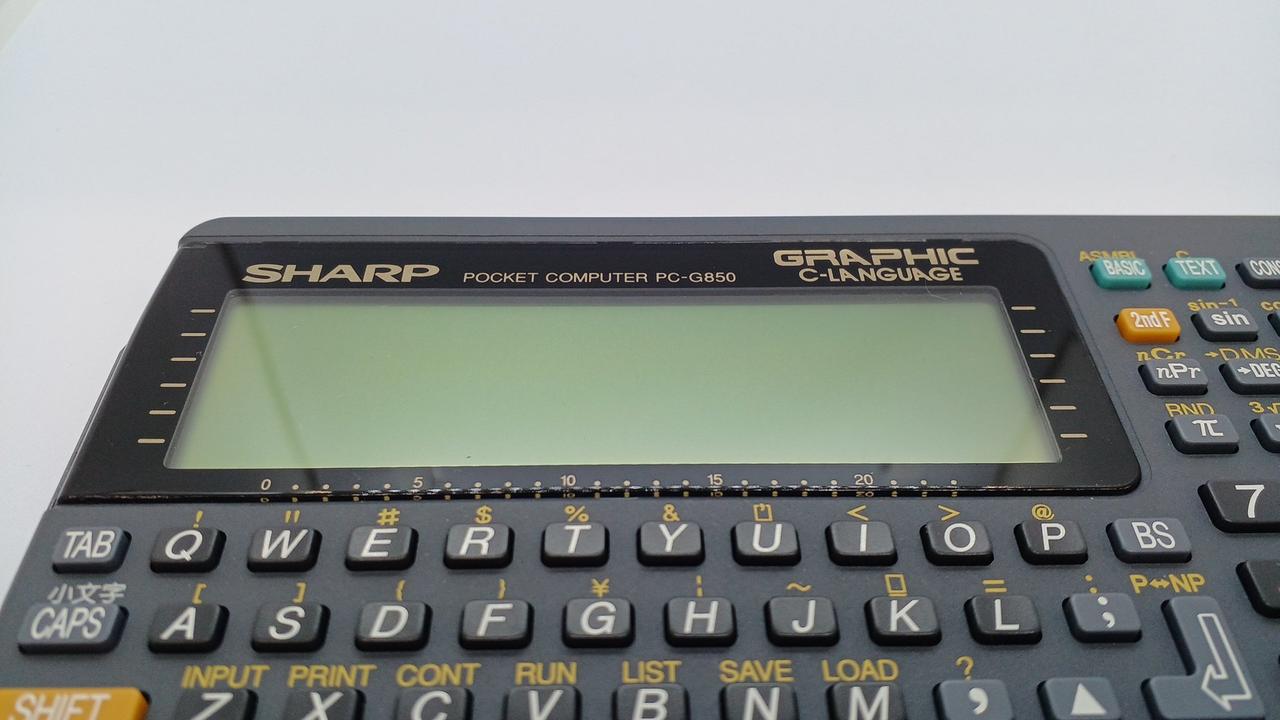 SHARP POCKET COMPUTER PC-G850 GRAPHIC
C-LANGUAGE
ASMBL C
BASIC TEXT
sin⁻¹
2nd F sin
nCr →DMS
nPr →DEG
RND
π
0 5 10 15 20
! " # $ % & < > @
TAB Q W E R T Y U I O P BS 7
小文字 [ ] { } ¥ ¦ ~ = : P↔NP
CAPS A S D F G H J K L ;
INPUT PRINT CONT RUN LIST SAVE LOAD ?
SHIFT Z X C V B N M ,